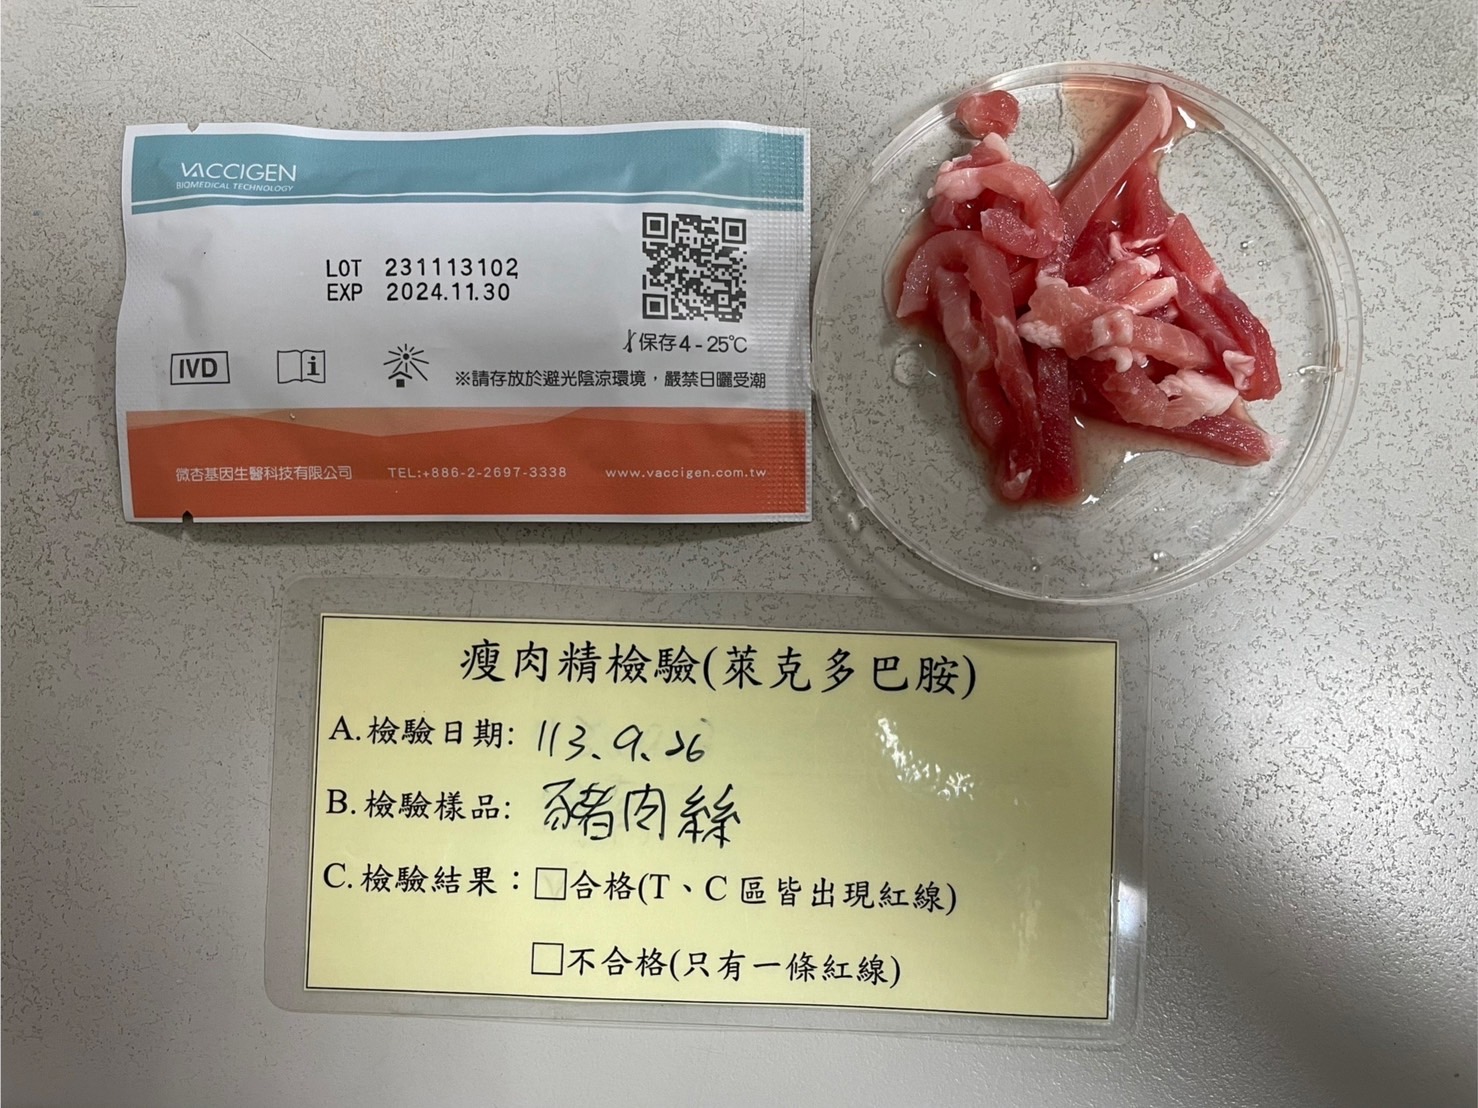 VACCIGEN
BIOMEDICAL TECHNOLOGY
LOT 231113102
EXP 2024.11.30
保存4-25℃
IVD
i
※請存放於避光陰涼環境，嚴禁日曬受潮
微杏基因生醫科技有限公司 TEL:+886-2-2697-3338 www.vaccigen.com.tw
瘦肉精檢驗(萊克多巴胺)
A.檢驗日期: 113.9.26
B.檢驗樣品: 豬肉絲
C.檢驗結果：□合格(T、C區皆出現紅線)
□不合格(只有一條紅線)